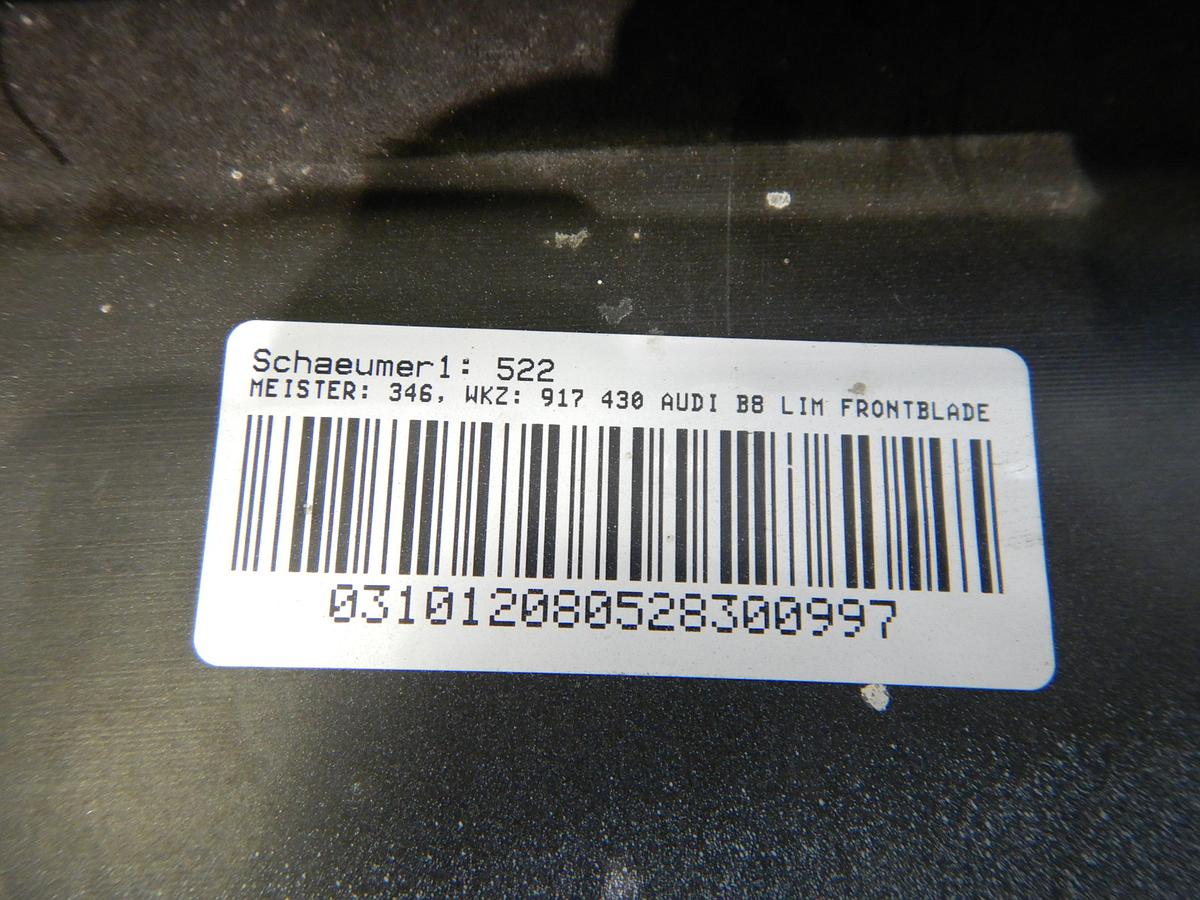 Schaeumer1: 522
MEISTER: 346, WKZ: 917 430 AUDI B8 LIM FRONTBLADE
031012080528300997